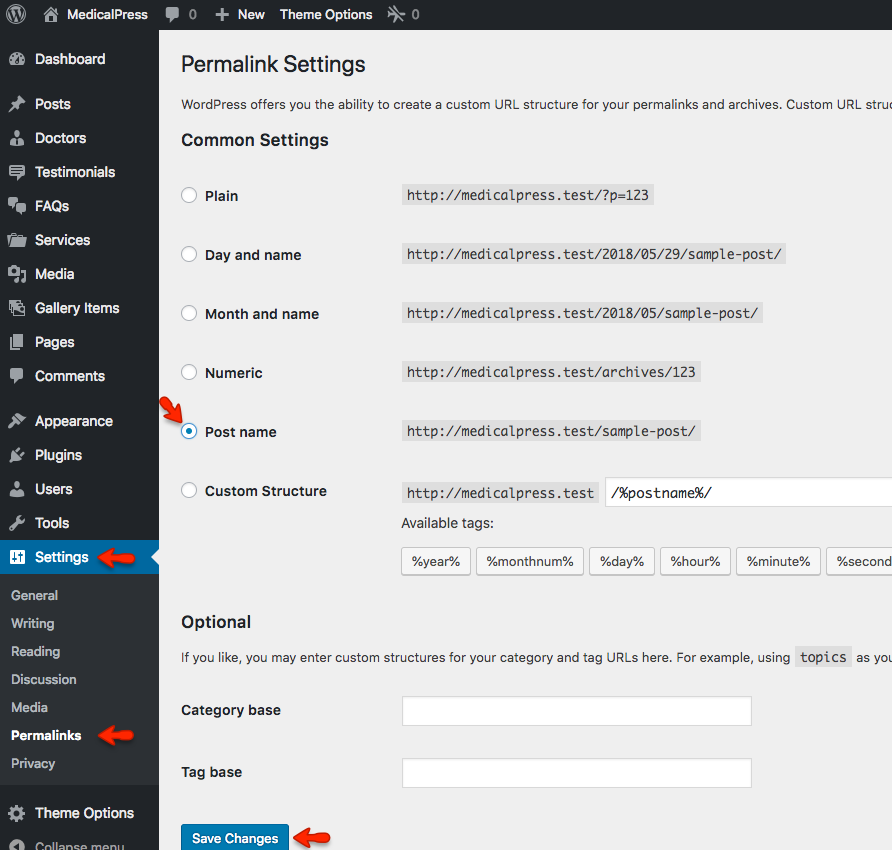 MedicalPress 0 New Theme Options 0
Dashboard
Posts
Doctors
Testimonials
FAQs
Services
Media
Gallery Items
Pages
Comments
Appearance
Plugins
Users
Tools
Settings
General
Writing
Reading
Discussion
Media
Permalinks
Privacy
Theme Options
Collapse menu
Permalink Settings
WordPress offers you the ability to create a custom URL structure for your permalinks and archives. Custom URL struc
Common Settings
Plain http://medicalpress.test/?p=123
Day and name http://medicalpress.test/2018/05/29/sample-post/
Month and name http://medicalpress.test/2018/05/sample-post/
Numeric http://medicalpress.test/archives/123
Post name http://medicalpress.test/sample-post/
Custom Structure http://medicalpress.test /%postname%/
Available tags:
%year% %monthnum% %day% %hour% %minute% %second
Optional
If you like, you may enter custom structures for your category and tag URLs here. For example, using topics as you
Category base
Tag base
Save Changes